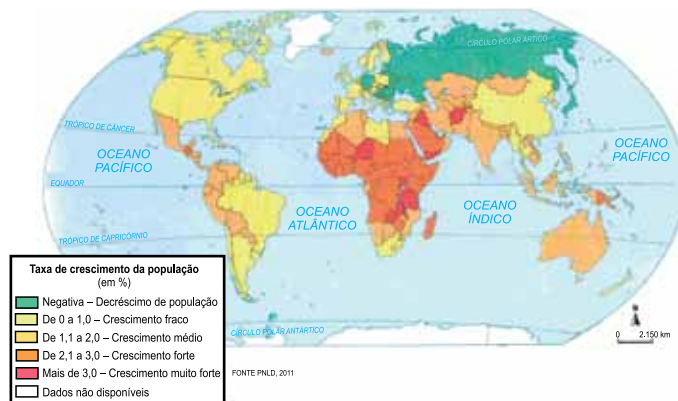 CÍRCULO POLAR ÁRTICO
TRÓPICO DE CÂNCER
OCEANO
PACÍFICO
OCEANO
PACÍFICO
EQUADOR
OCEANO
ATLÂNTICO
OCEANO
ÍNDICO
TRÓPICO DE CAPRICÓRNIO
CÍRCULO POLAR ANTÁRTICO
Taxa de crescimento da população
(em %)
Negativa – Decréscimo de população
De 0 a 1,0 – Crescimento fraco
De 1,1 a 2,0 – Crescimento médio
De 2,1 a 3,0 – Crescimento forte
Mais de 3,0 – Crescimento muito forte
Dados não disponíveis
FONTE PNLD, 2011
N
0 2.150 km